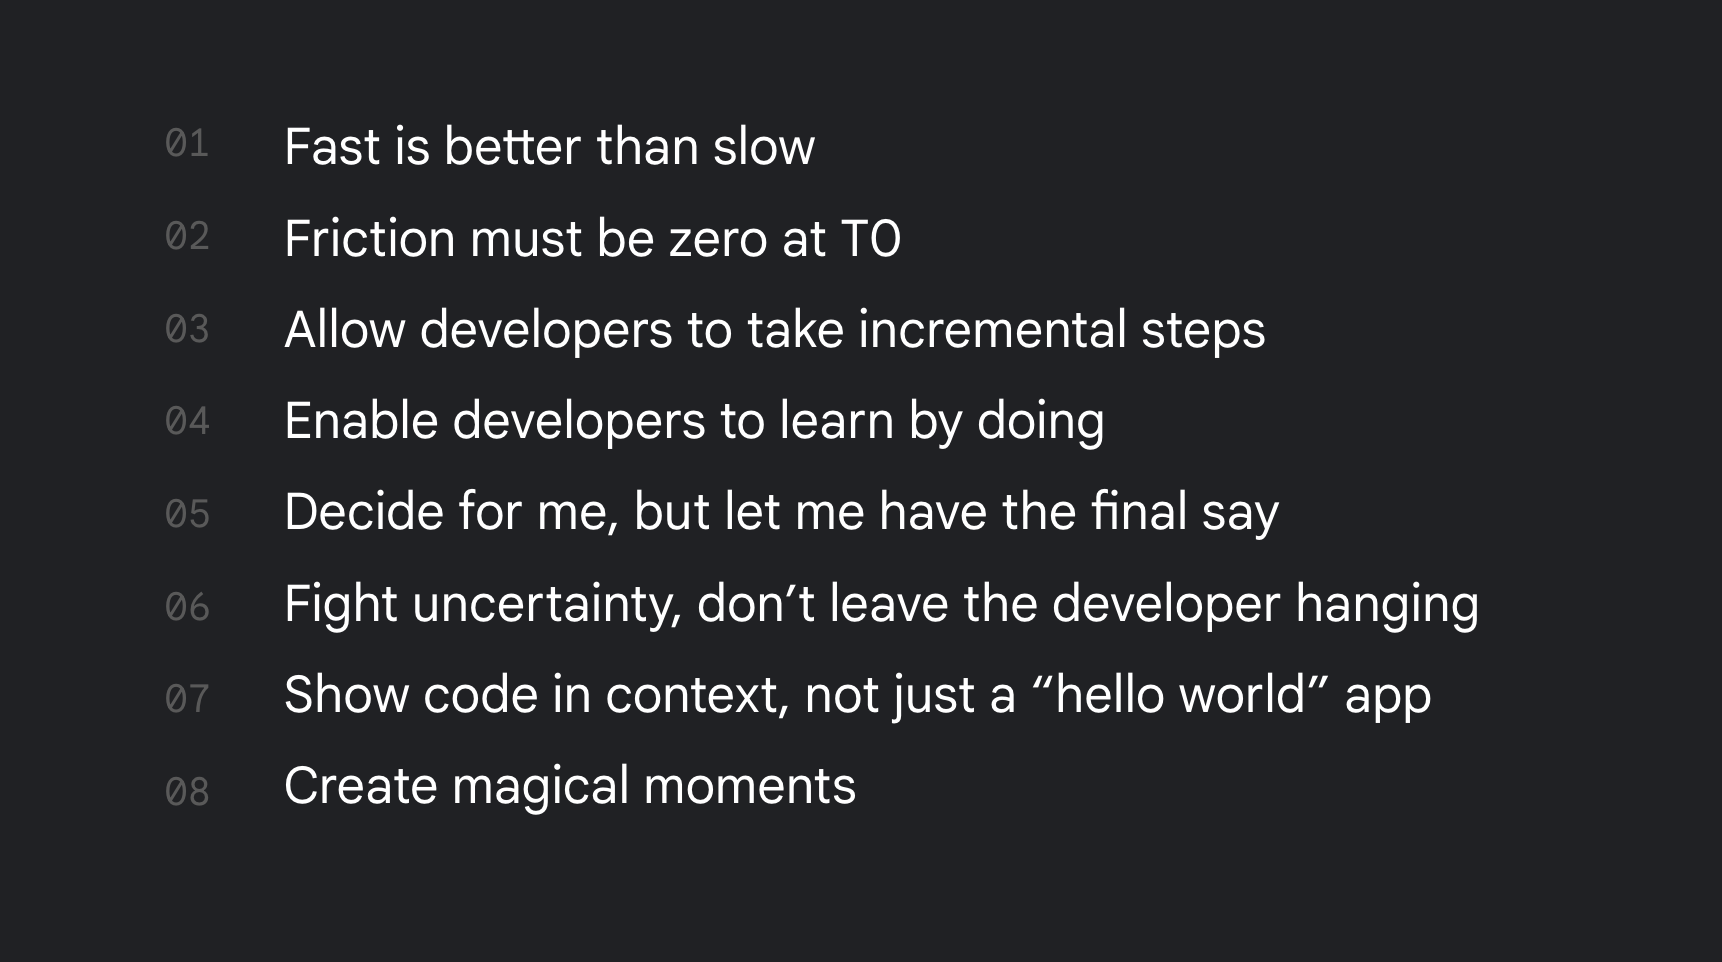 01 Fast is better than slow
02 Friction must be zero at T0
03 Allow developers to take incremental steps
04 Enable developers to learn by doing
05 Decide for me, but let me have the final say
06 Fight uncertainty, don’t leave the developer hanging
07 Show code in context, not just a “hello world” app
08 Create magical moments